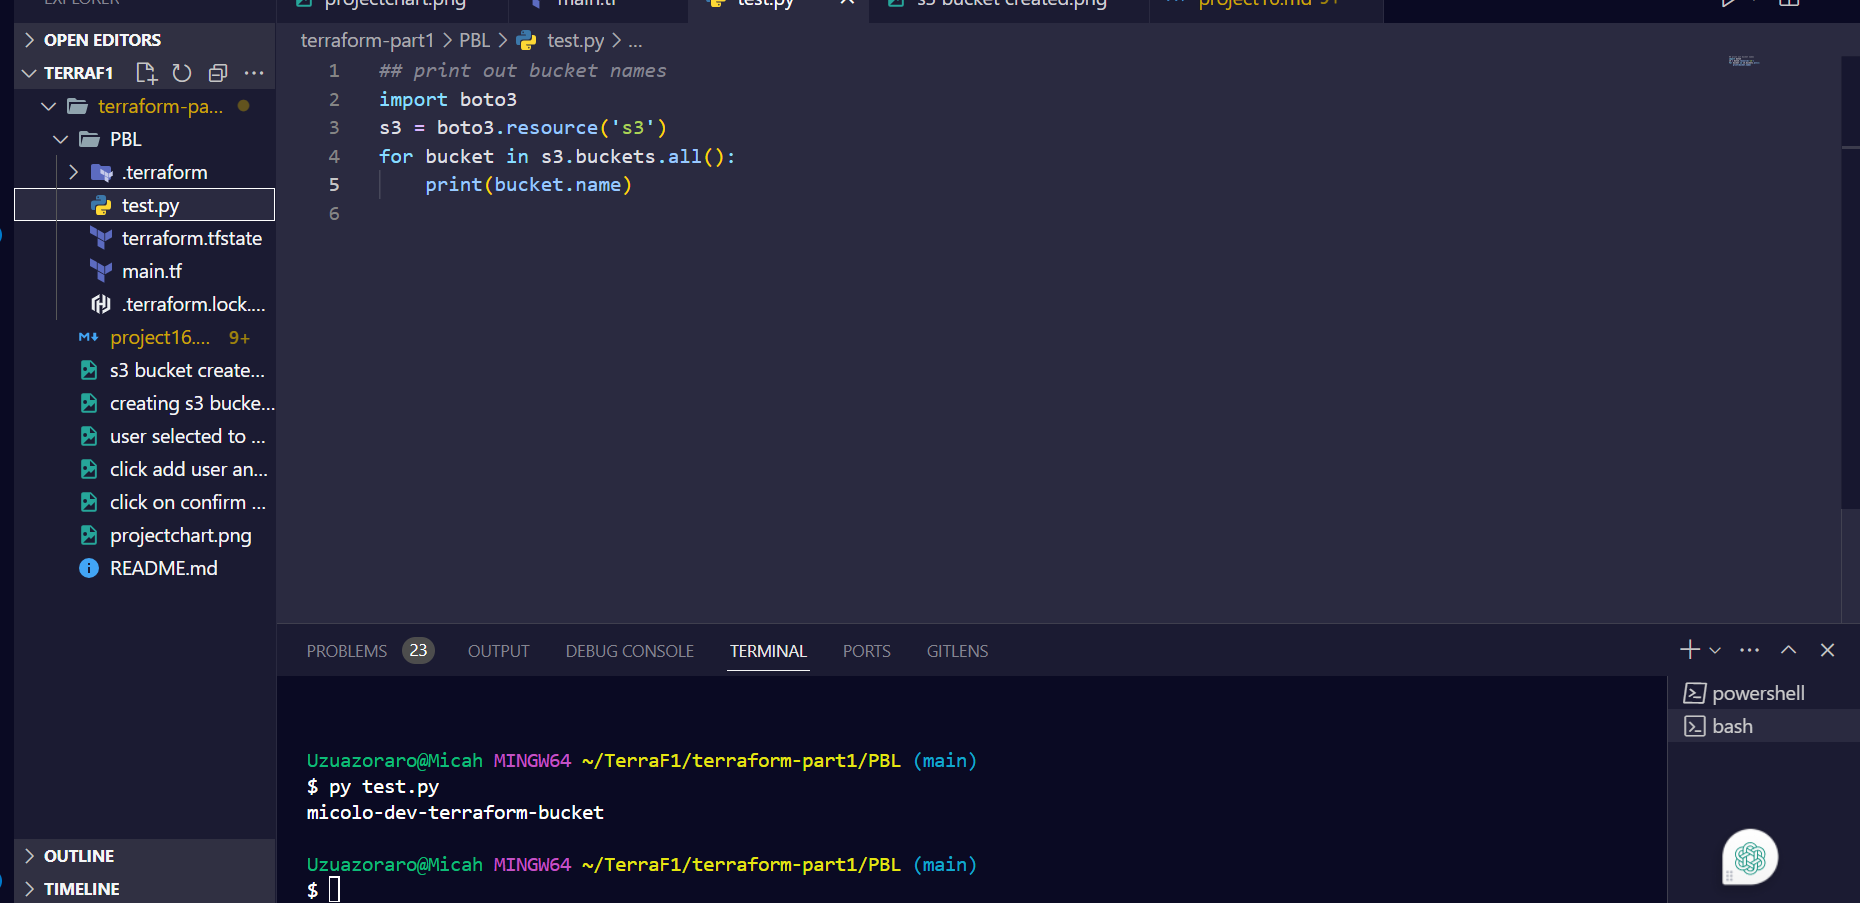 EXPLORER
projectchart.png
main.tf
test.py
s3 bucket created.png
project16.md 9+
OPEN EDITORS
TERRAF1
terraform-pa...
PBL
.terraform
test.py
terraform.tfstate
main.tf
.terraform.lock....
project16.... 9+
s3 bucket create...
creating s3 bucke...
user selected to ...
click add user an...
click on confirm ...
projectchart.png
README.md
OUTLINE
TIMELINE
terraform-part1 > PBL > test.py > ...
1 ## print out bucket names
2 import boto3
3 s3 = boto3.resource('s3')
4 for bucket in s3.buckets.all():
5 print(bucket.name)
6
PROBLEMS 23 OUTPUT DEBUG CONSOLE TERMINAL PORTS GITLENS
powershell
bash
Uzuazoraro@Micah MINGW64 ~/TerraF1/terraform-part1/PBL (main)
$ py test.py
micolo-dev-terraform-bucket
Uzuazoraro@Micah MINGW64 ~/TerraF1/terraform-part1/PBL (main)
$